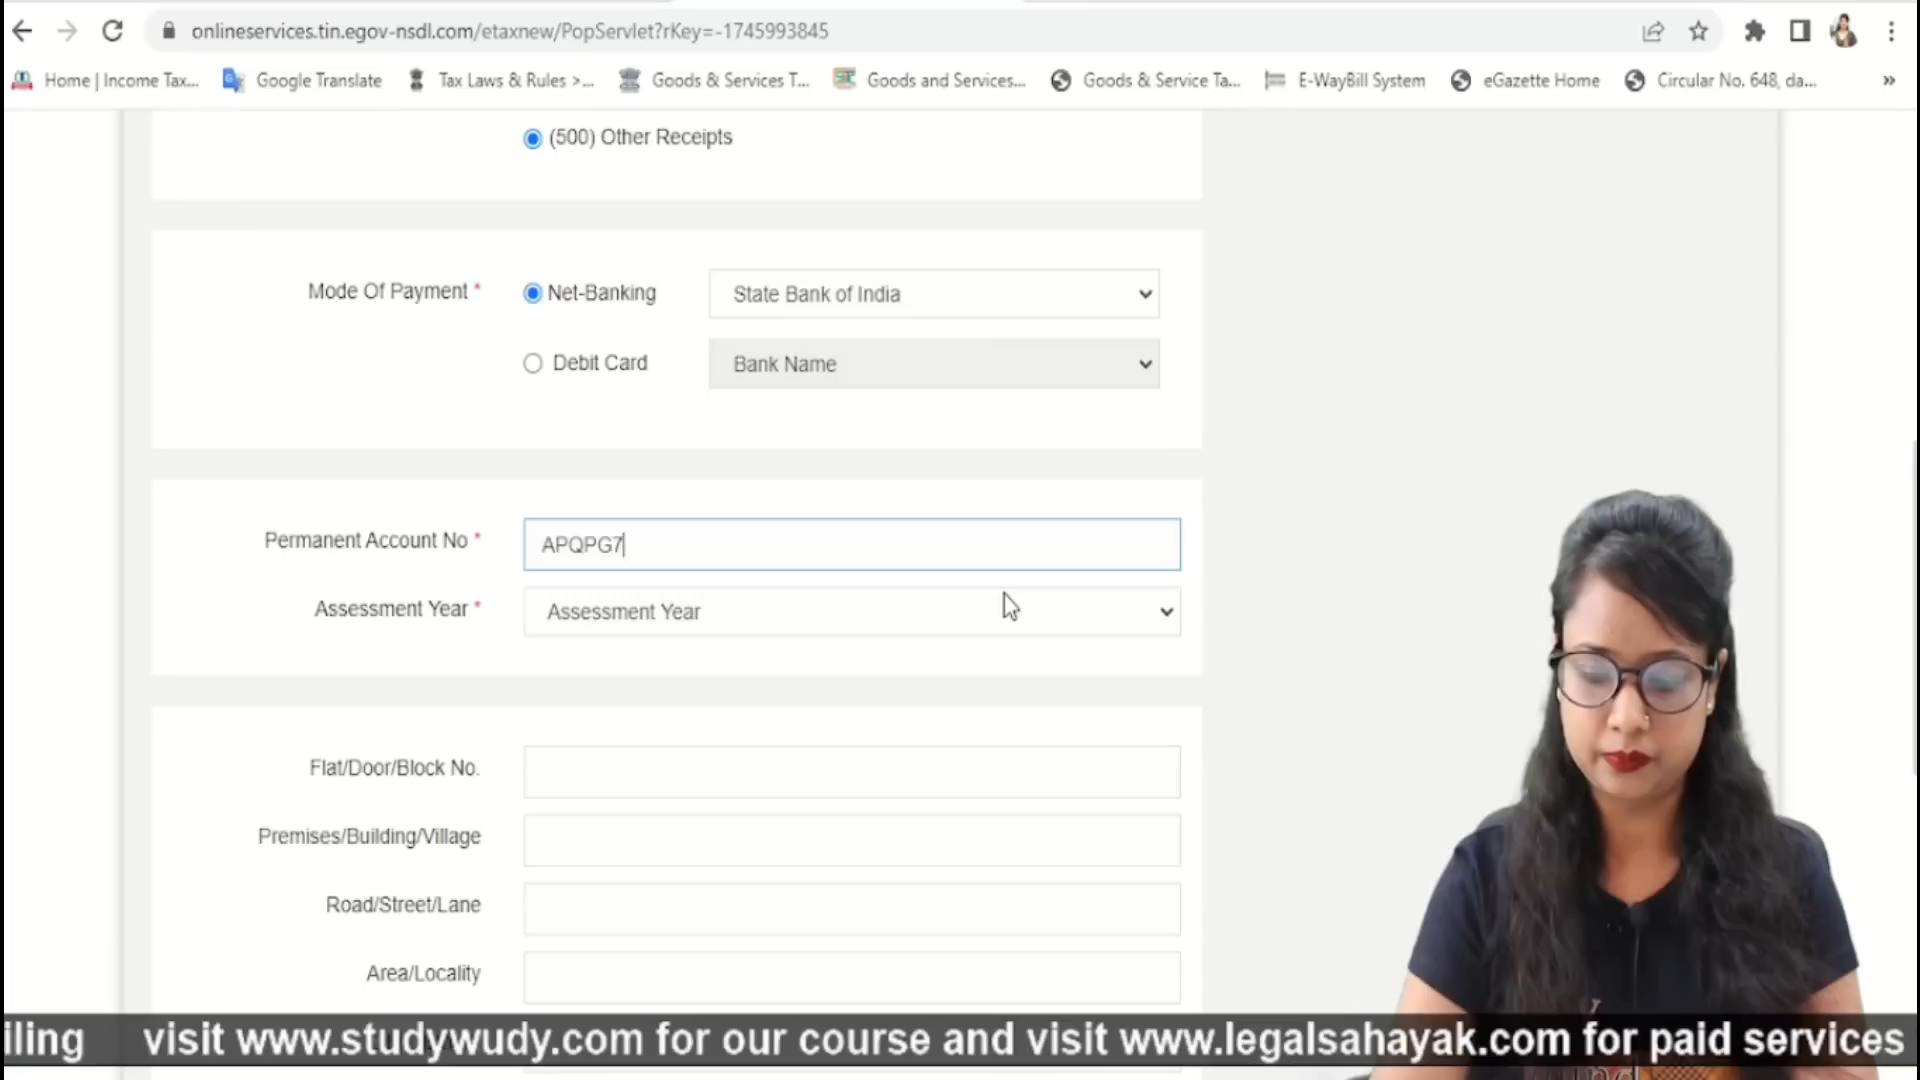 onlineservices.tin.egov-nsdl.com/etaxnew/PopServlet?rKey=-1745993845
Home | Income Tax... Google Translate Tax Laws & Rules >... Goods & Services T... Goods and Services... Goods & Service Ta... E-WayBill System eGazette Home Circular No. 648, da... »
(500) Other Receipts
Mode Of Payment * Net-Banking State Bank of India
Debit Card Bank Name
Permanent Account No * APQPG7
Assessment Year * Assessment Year
Flat/Door/Block No.
Premises/Building/Village
Road/Street/Lane
Area/Locality
iling visit www.studywudy.com for our course and visit www.legalsahayak.com for paid services